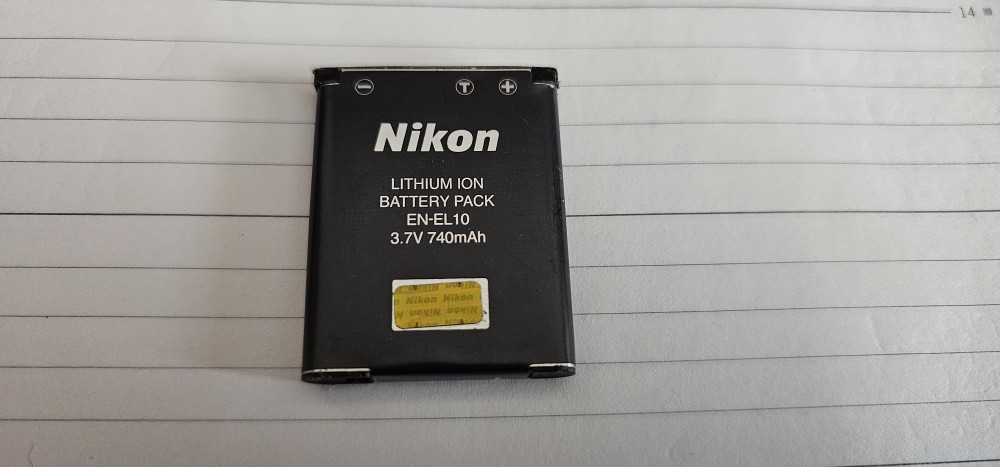 14
T
Nikon
LITHIUM ION
BATTERY PACK
EN-EL10
3.7V 740mAh
Nikon Nikon